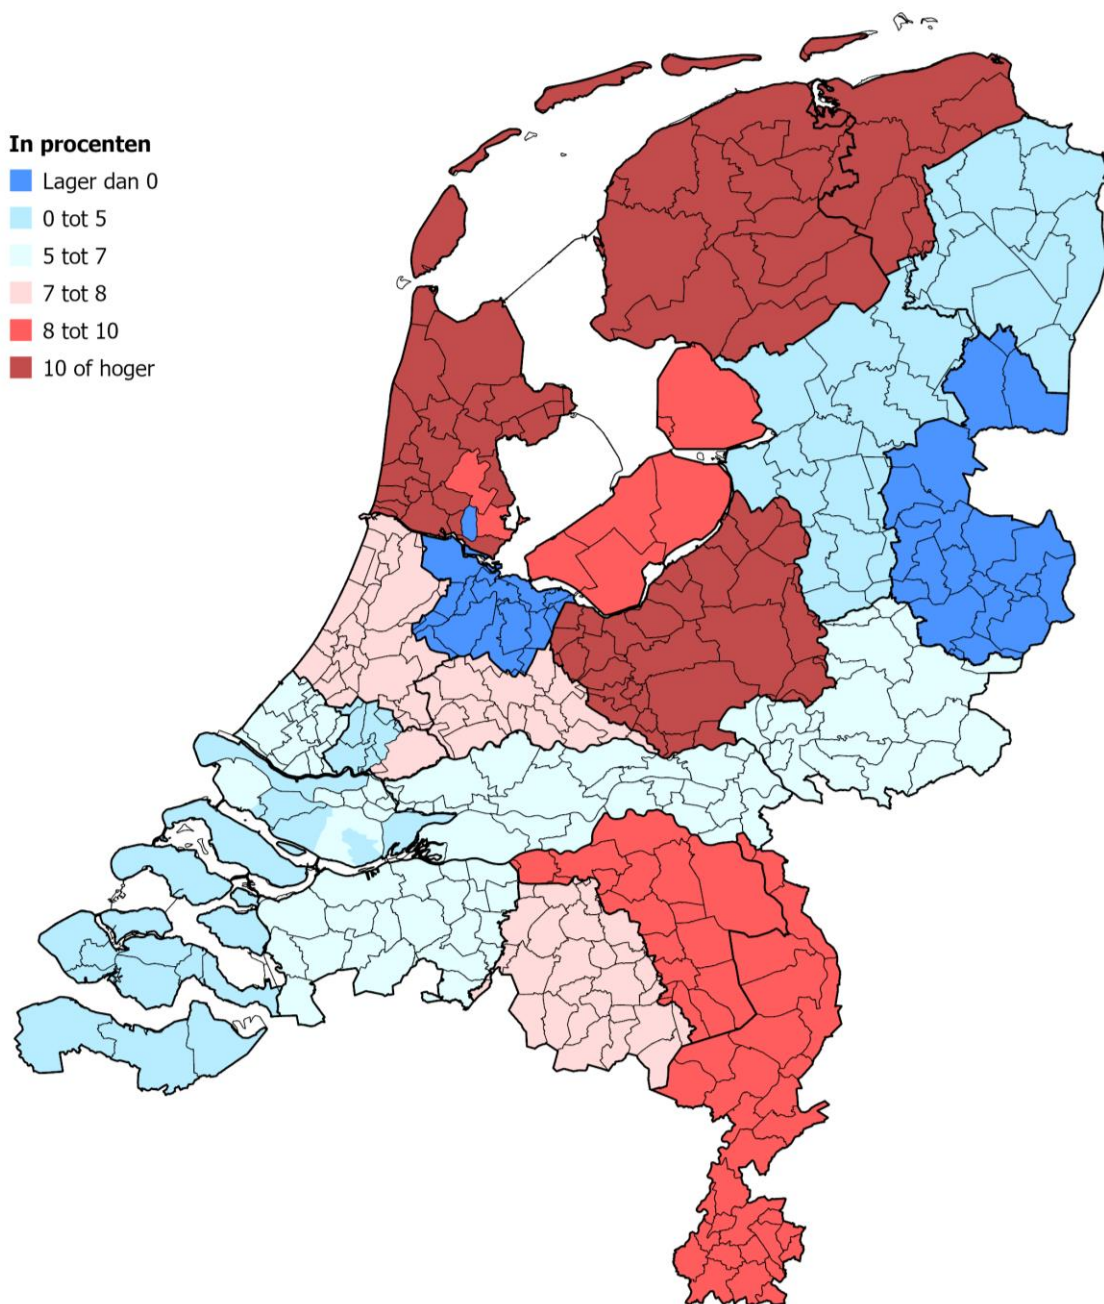 In procenten
Lager dan 0
0 tot 5
5 tot 7
7 tot 8
8 tot 10
10 of hoger